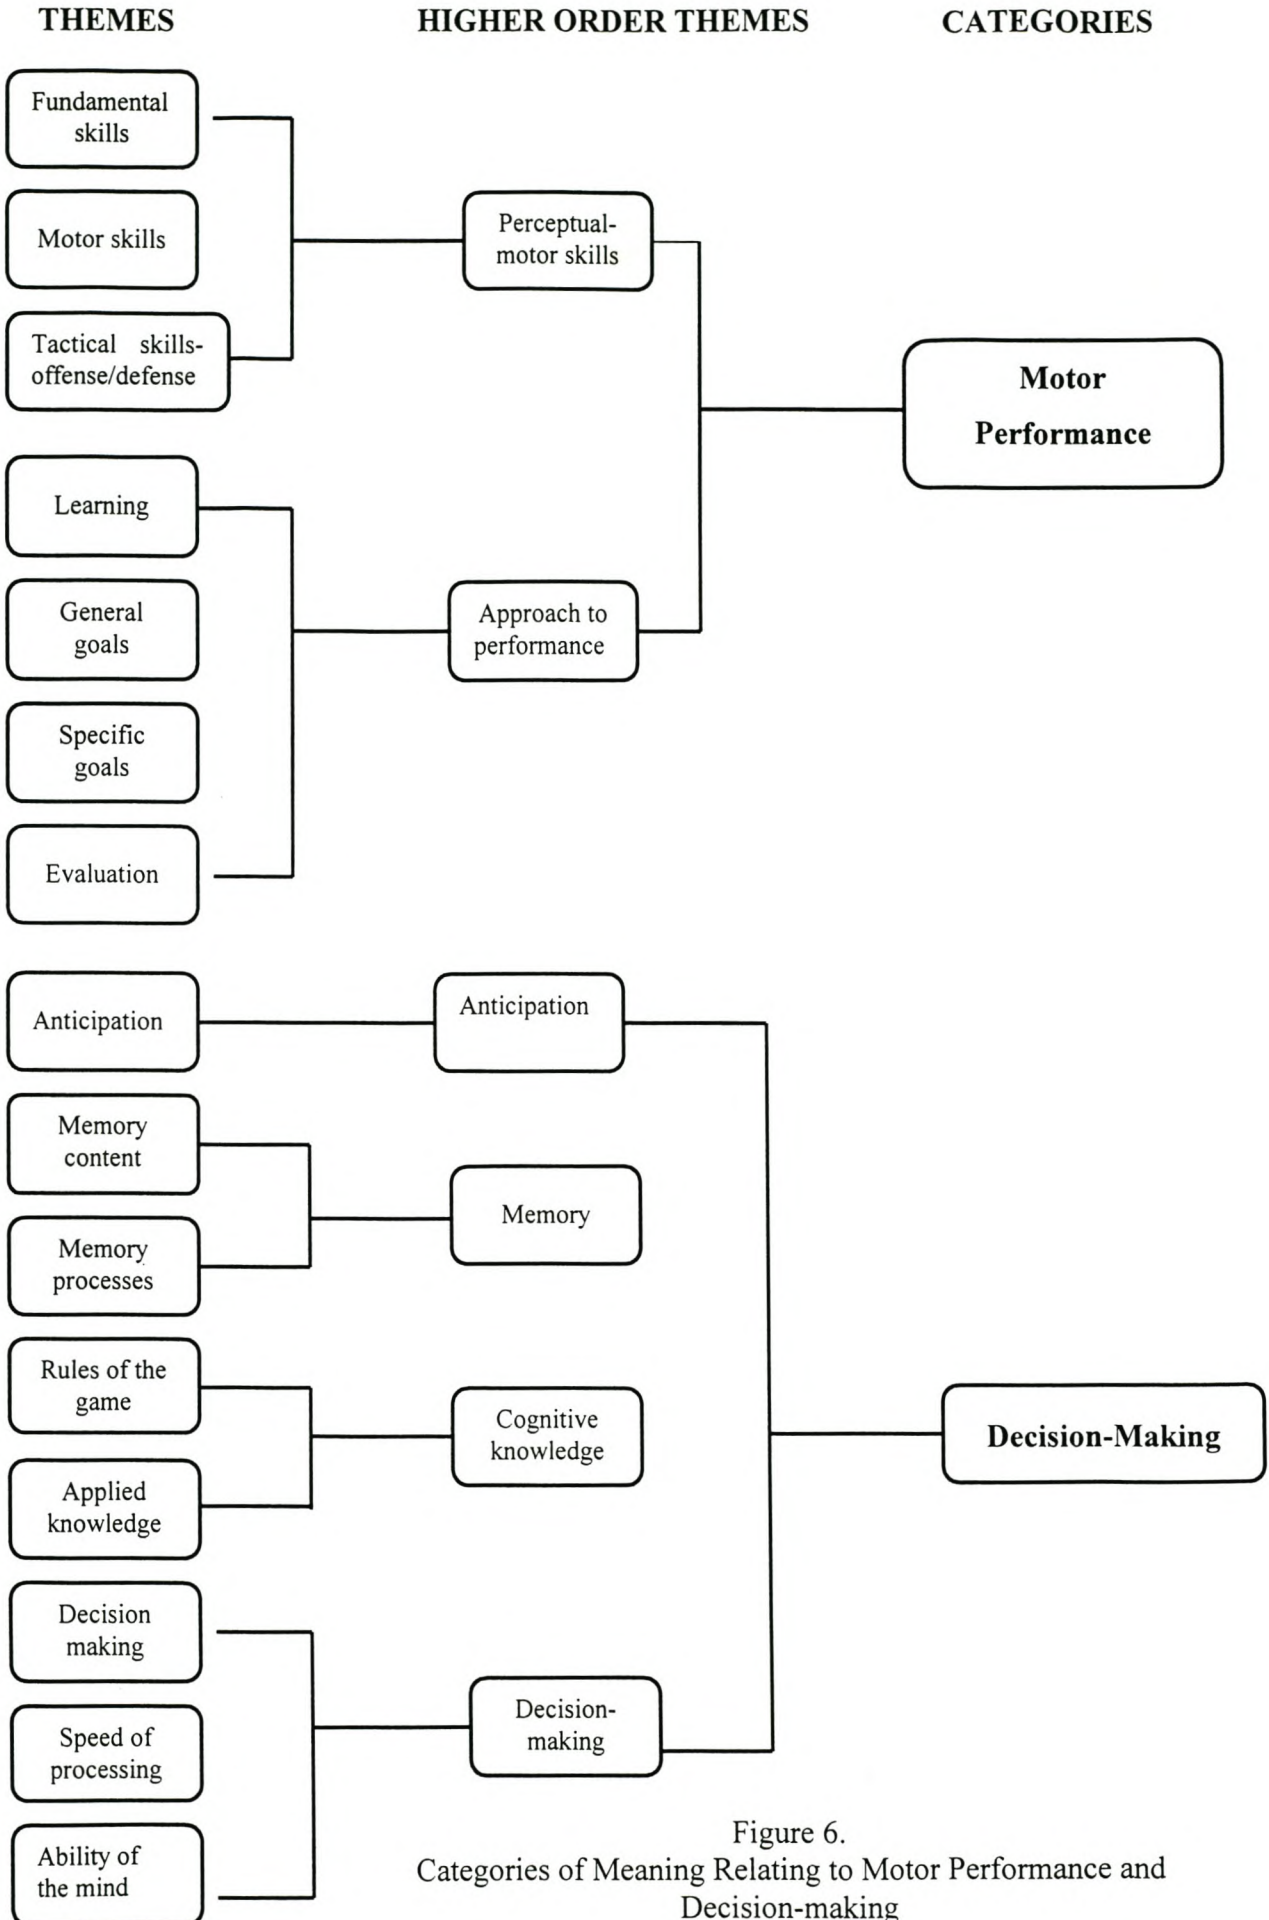 THEMES
HIGHER ORDER THEMES
CATEGORIES
Fundamental
skills
Motor skills
Tactical skills-
offense/defense
Perceptual-
motor skills
Motor
Performance
Learning
General
goals
Specific
goals
Evaluation
Approach to
performance
Anticipation
Anticipation
Memory
content
Memory
processes
Memory
Rules of the
game
Applied
knowledge
Cognitive
knowledge
Decision-Making
Decision
making
Speed of
processing
Ability of
the mind
Decision-
making
Figure 6.
Categories of Meaning Relating to Motor Performance and
Decision-making